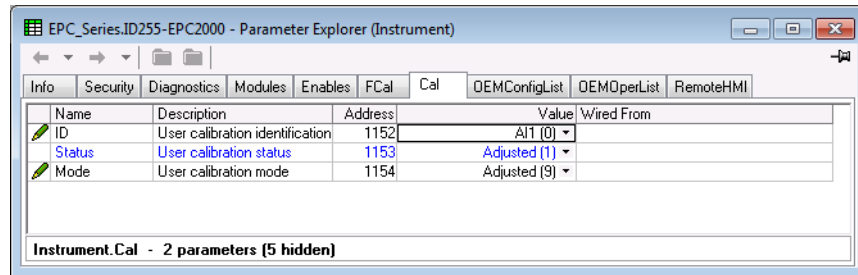 EPC_Series.ID255-EPC2000 - Parameter Explorer (Instrument)
Info Security Diagnostics Modules Enables FCal Cal OEMConfigList OEMOperList RemoteHMI
Name Description Address Value Wired From
ID User calibration identification 1152 AI1 (0)
Status User calibration status 1153 Adjusted (1)
Mode User calibration mode 1154 Adjusted (9)
Instrument.Cal - 2 parameters (5 hidden)